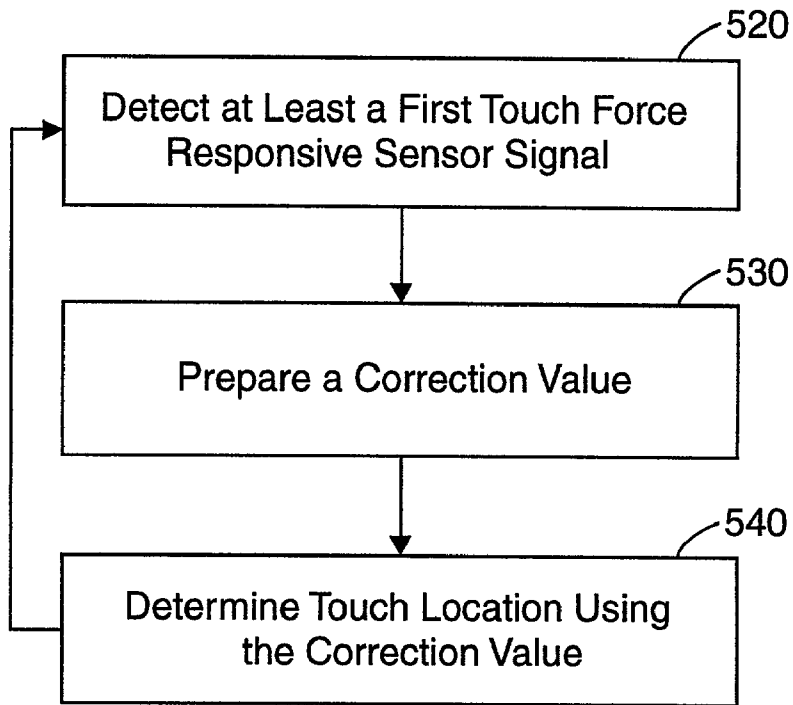 520
Detect at Least a First Touch Force
Responsive Sensor Signal
530
Prepare a Correction Value
540
Determine Touch Location Using
the Correction Value